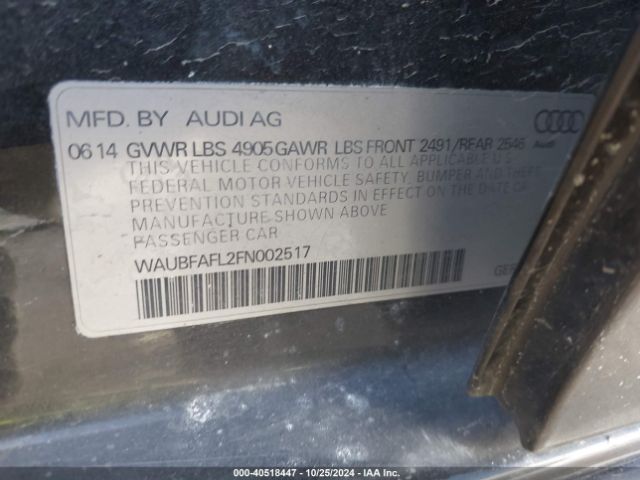 MFD. BY AUDI AG
06 14 GVWR LBS 4905 GAWR LBS FRONT 2491/REAR 2546 Audi
THIS VEHICLE CONFORMS TO ALL APPLICABLE U.S.
FEDERAL MOTOR VEHICLE SAFETY, BUMPER AND THEFT
PREVENTION STANDARDS IN EFFECT ON THE DATE OF
MANUFACTURE SHOWN ABOVE
PASSENGER CAR
WAUBFAFL2FN002517
000-40518447 - 10/25/2024 - IAA Inc.